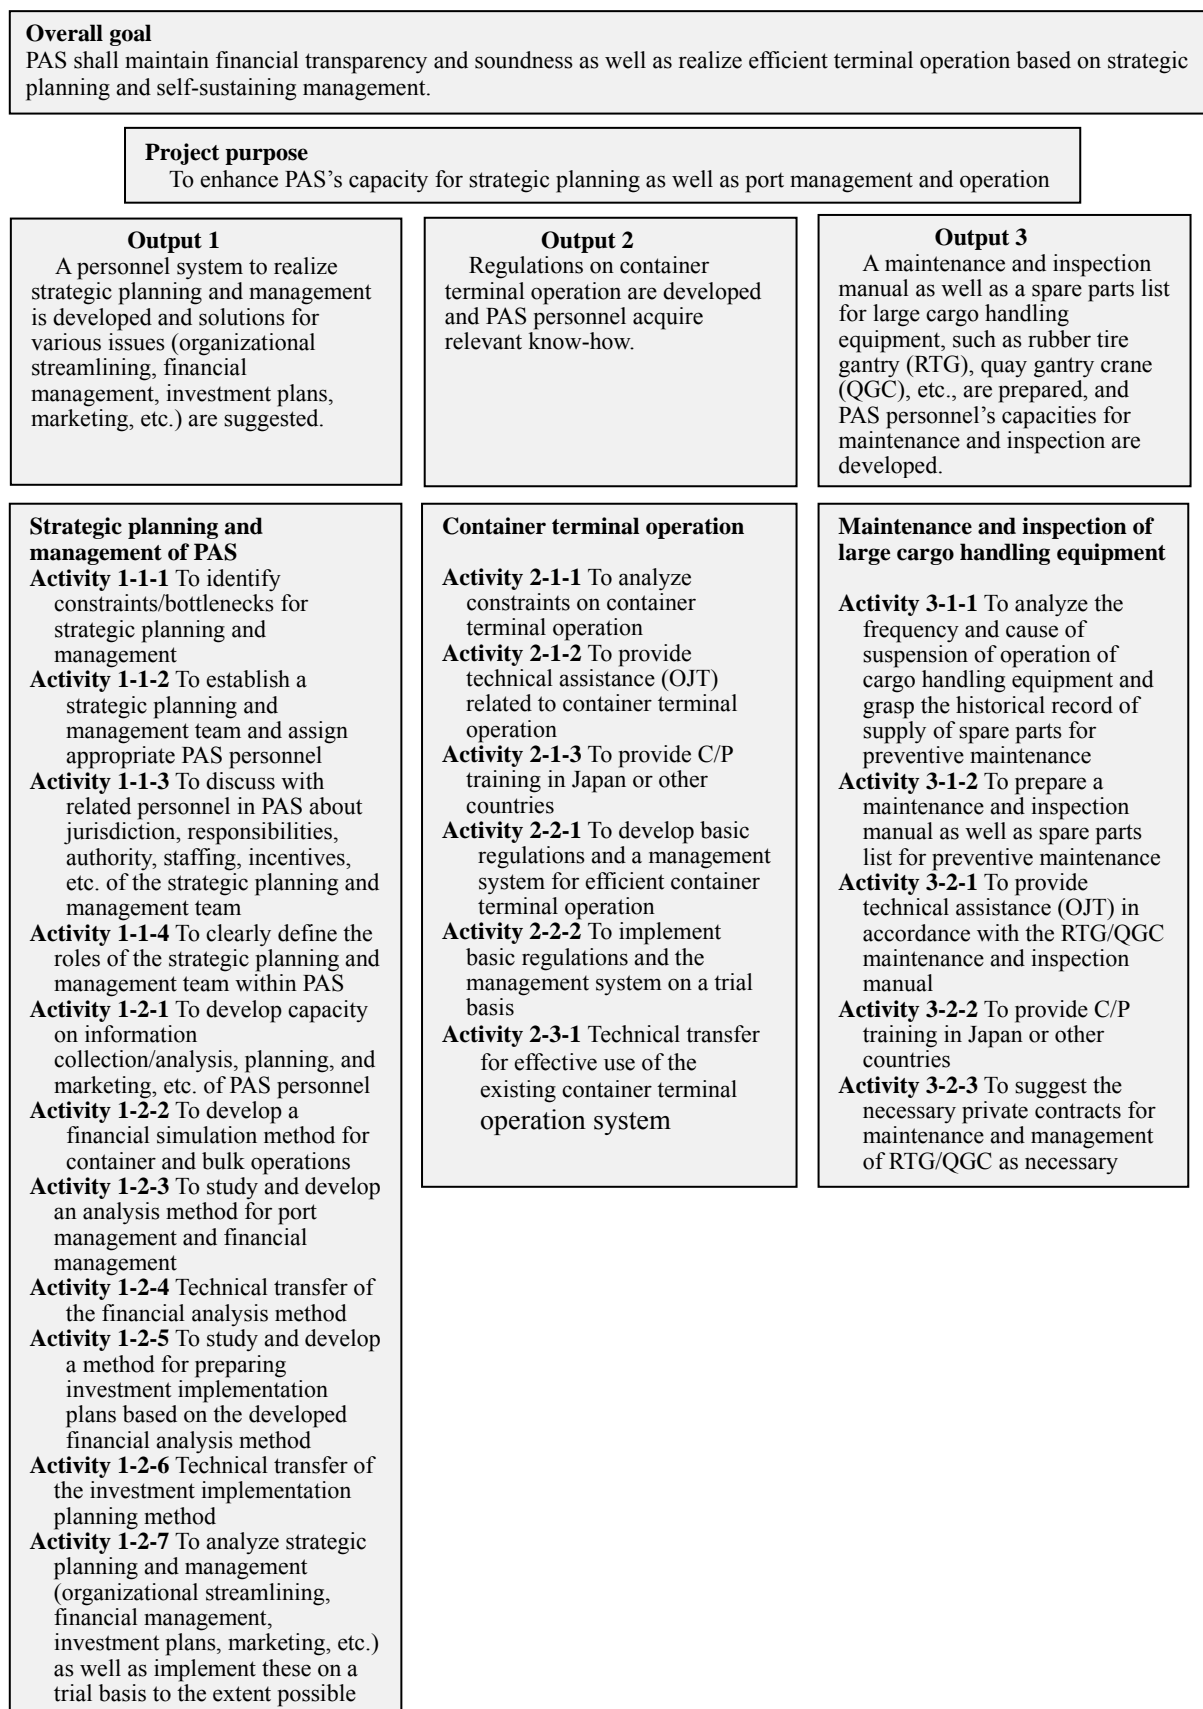 Overall goal
PAS shall maintain financial transparency and soundness as well as realize efficient terminal operation based on strategic
planning and self-sustaining management.
Project purpose
To enhance PAS's capacity for strategic planning as well as port management and operation
Output 1
A personnel system to realize
strategic planning and management
is developed and solutions for
various issues (organizational
streamlining, financial
management, investment plans,
marketing, etc.) are suggested.
Output 2
Regulations on container
terminal operation are developed
and PAS personnel acquire
relevant know-how.
Output 3
A maintenance and inspection
manual as well as a spare parts list
for large cargo handling
equipment, such as rubber tire
gantry (RTG), quay gantry crane
(QGC), etc., are prepared, and
PAS personnel's capacities for
maintenance and inspection are
developed.
Strategic planning and
management of PAS
Activity 1-1-1 To identify
constraints/bottlenecks for
strategic planning and
management
Activity 1-1-2 To establish a
strategic planning and
management team and assign
appropriate PAS personnel
Activity 1-1-3 To discuss with
related personnel in PAS about
jurisdiction, responsibilities,
authority, staffing, incentives,
etc. of the strategic planning and
management team
Activity 1-1-4 To clearly define the
roles of the strategic planning and
management team within PAS
Activity 1-2-1 To develop capacity
on information
collection/analysis, planning, and
marketing, etc. of PAS personnel
Activity 1-2-2 To develop a
financial simulation method for
container and bulk operations
Activity 1-2-3 To study and develop
an analysis method for port
management and financial
management
Activity 1-2-4 Technical transfer of
the financial analysis method
Activity 1-2-5 To study and develop
a method for preparing
investment implementation
plans based on the developed
financial analysis method
Activity 1-2-6 Technical transfer of
the investment implementation
planning method
Activity 1-2-7 To analyze strategic
planning and management
(organizational streamlining,
financial management,
investment plans, marketing, etc.)
as well as implement these on a
trial basis to the extent possible
Container terminal operation
Activity 2-1-1 To analyze
constraints on container
terminal operation
Activity 2-1-2 To provide
technical assistance (OJT)
related to container terminal
operation
Activity 2-1-3 To provide C/P
training in Japan or other
countries
Activity 2-2-1 To develop basic
regulations and a management
system for efficient container
terminal operation
Activity 2-2-2 To implement
basic regulations and the
management system on a trial
basis
Activity 2-3-1 Technical transfer
for effective use of the
existing container terminal
operation system
Maintenance and inspection of
large cargo handling equipment
Activity 3-1-1 To analyze the
frequency and cause of
suspension of operation of
cargo handling equipment and
grasp the historical record of
supply of spare parts for
preventive maintenance
Activity 3-1-2 To prepare a
maintenance and inspection
manual as well as spare parts
list for preventive maintenance
Activity 3-2-1 To provide
technical assistance (OJT) in
accordance with the RTG/QGC
maintenance and inspection
manual
Activity 3-2-2 To provide C/P
training in Japan or other
countries
Activity 3-2-3 To suggest the
necessary private contracts for
maintenance and management
of RTG/QGC as necessary